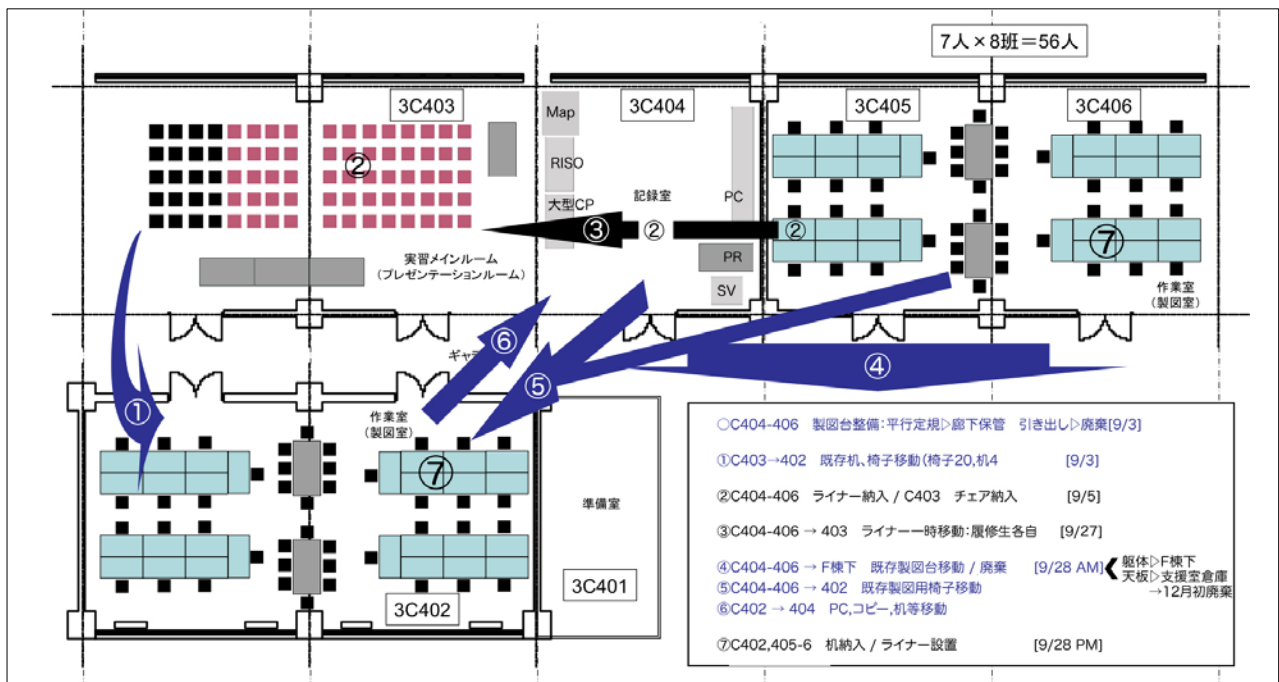 7人×8班＝56人
3C403
3C404
3C405
3C406
Map
RISO
大型CP
記録室
PC
②
③
②
②
⑦
PR
SV
実習メインルーム
(プレゼンテーションルーム)
作業室
(製図室)
①
⑥
ギャラ
⑤
④
作業室
(製図室)
⑦
準備室
3C402
3C401
○C404-406 製図台整備:平行定規▷廊下保管 引き出し▷廃棄[9/3]
①C403→402 既存机、椅子移動(椅子20,机4 [9/3]
②C404-406 ライナー納入 / C403 チェア納入 [9/5]
③C404-406 → 403 ライナー一時移動:履修生各自 [9/27]
④C404-406 → F棟下 既存製図台移動 / 廃棄 [9/28 AM]
躯体▷F棟下
天板▷支援室倉庫
→12月初廃棄
⑤C404-406 → 402 既存製図用椅子移動
⑥C402 → 404 PC,コピー,机等移動
⑦C402,405-6 机納入 / ライナー設置 [9/28 PM]